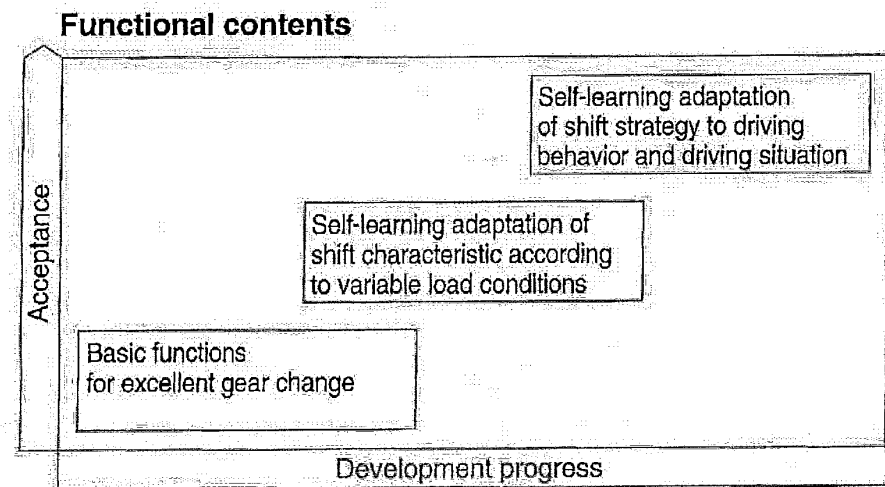 Functional contents
Self-learning adaptation
of shift strategy to driving
behavior and driving situation
Self-learning adaptation of
shift characteristic according
to variable load conditions
Basic functions
for excellent gear change
Acceptance
Development progress